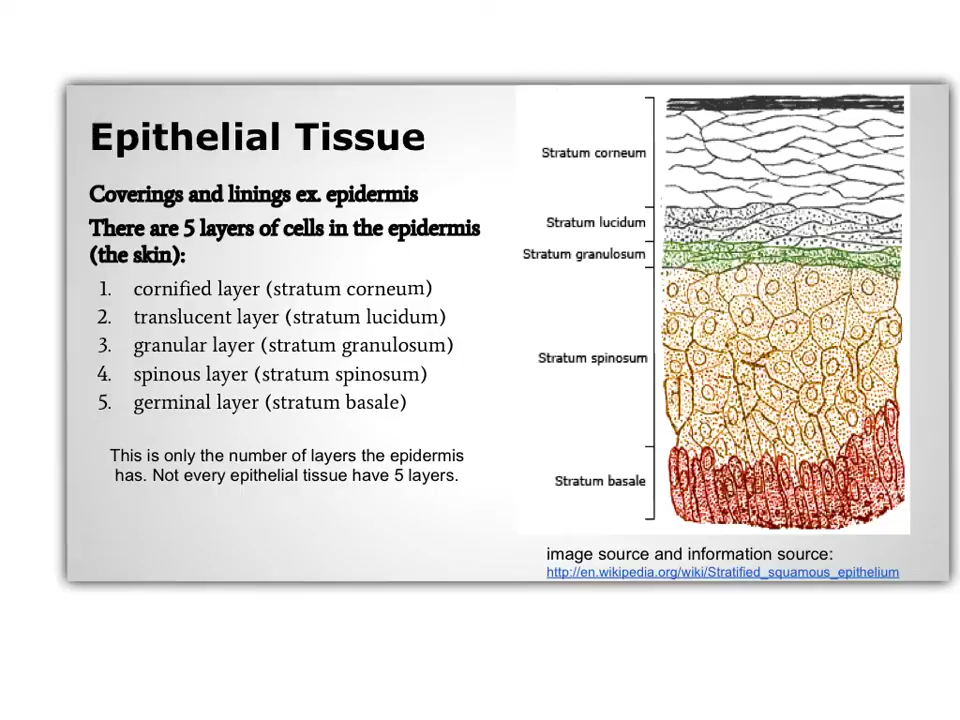 Epithelial Tissue
Coverings and linings ex. epidermis
There are 5 layers of cells in the epidermis
(the skin):
1. cornified layer (stratum corneum)
2. translucent layer (stratum lucidum)
3. granular layer (stratum granulosum)
4. spinous layer (stratum spinosum)
5. germinal layer (stratum basale)
This is only the number of layers the epidermis
has. Not every epithelial tissue have 5 layers.
Stratum corneum
Stratum lucidum
Stratum granulosum
Stratum spinosum
Stratum basale
image source and information source:
http://en.wikipedia.org/wiki/Stratified_squamous_epithelium